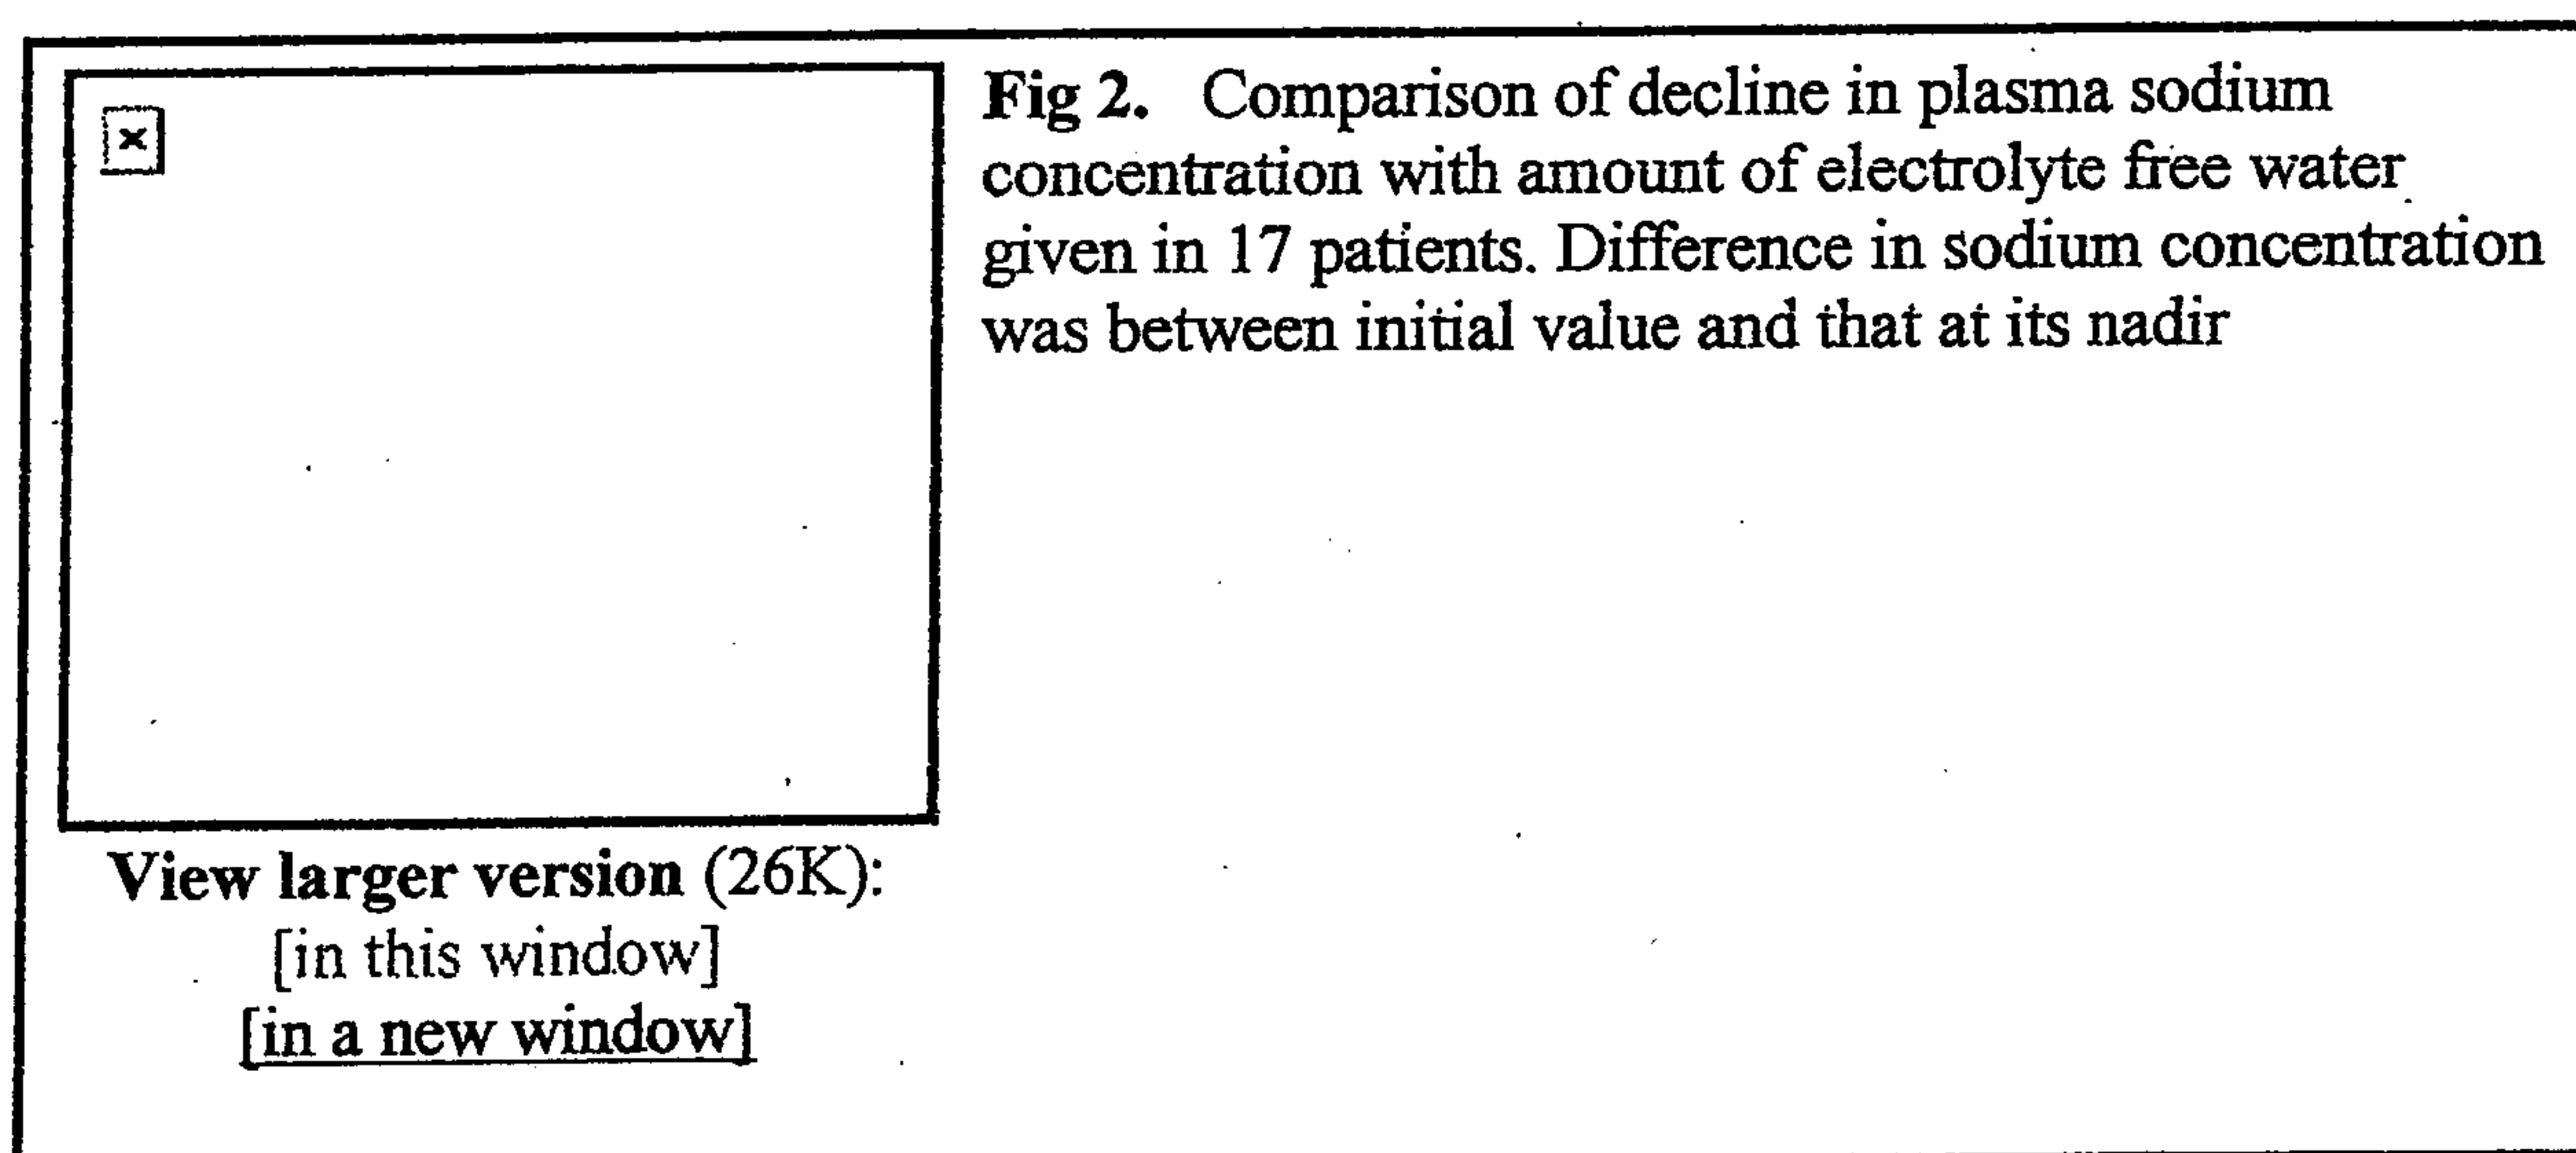 Fig 2. Comparison of decline in plasma sodium
concentration with amount of electrolyte free water
given in 17 patients. Difference in sodium concentration
was between initial value and that at its nadir
View larger version (26K):
[in this window]
[in a new window]